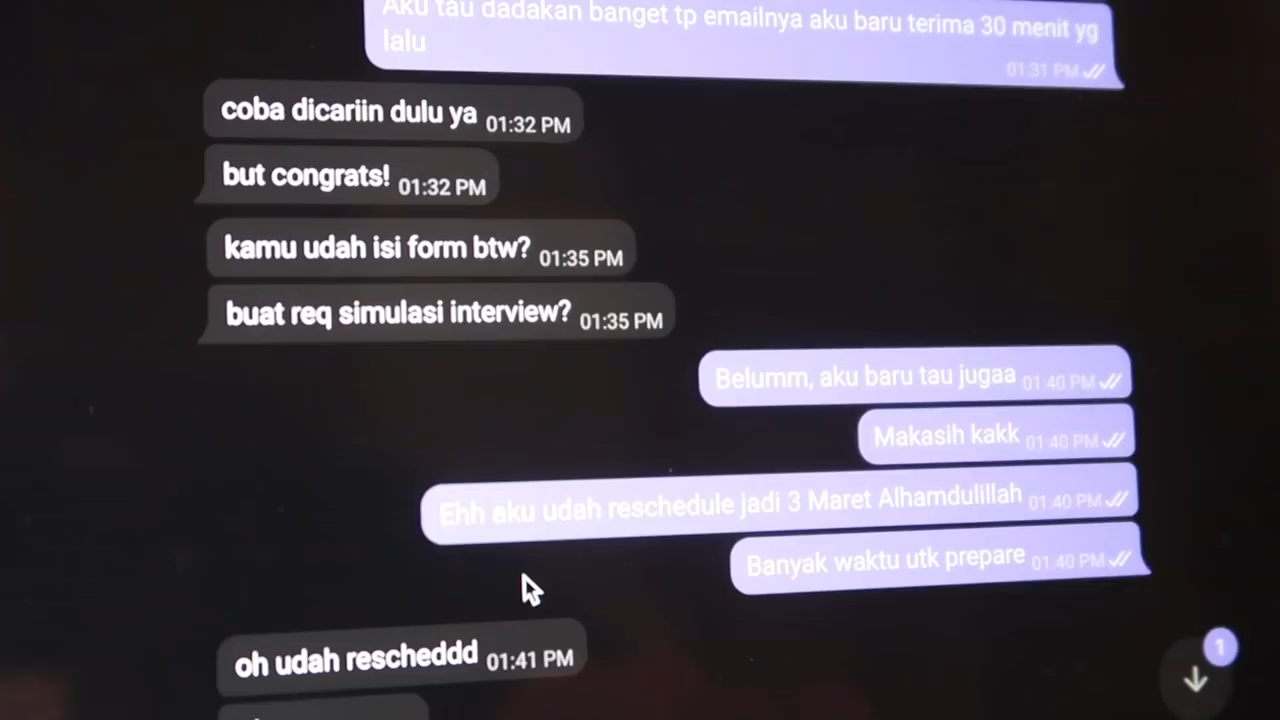 Aku tau dadakan banget tp emailnya aku baru terima 30 menit yg
lalu
01:31 PM
coba dicariin dulu ya 01:32 PM
but congrats! 01:32 PM
kamu udah isi form btw? 01:35 PM
buat req simulasi interview? 01:35 PM
Belumm, aku baru tau jugaa 01:40 PM
Makasih kakk 01:40 PM
Ehh aku udah reschedule jadi 3 Maret Alhamdulillah 01:40 PM
Banyak waktu utk prepare 01:40 PM
oh udah rescheddd 01:41 PM
1